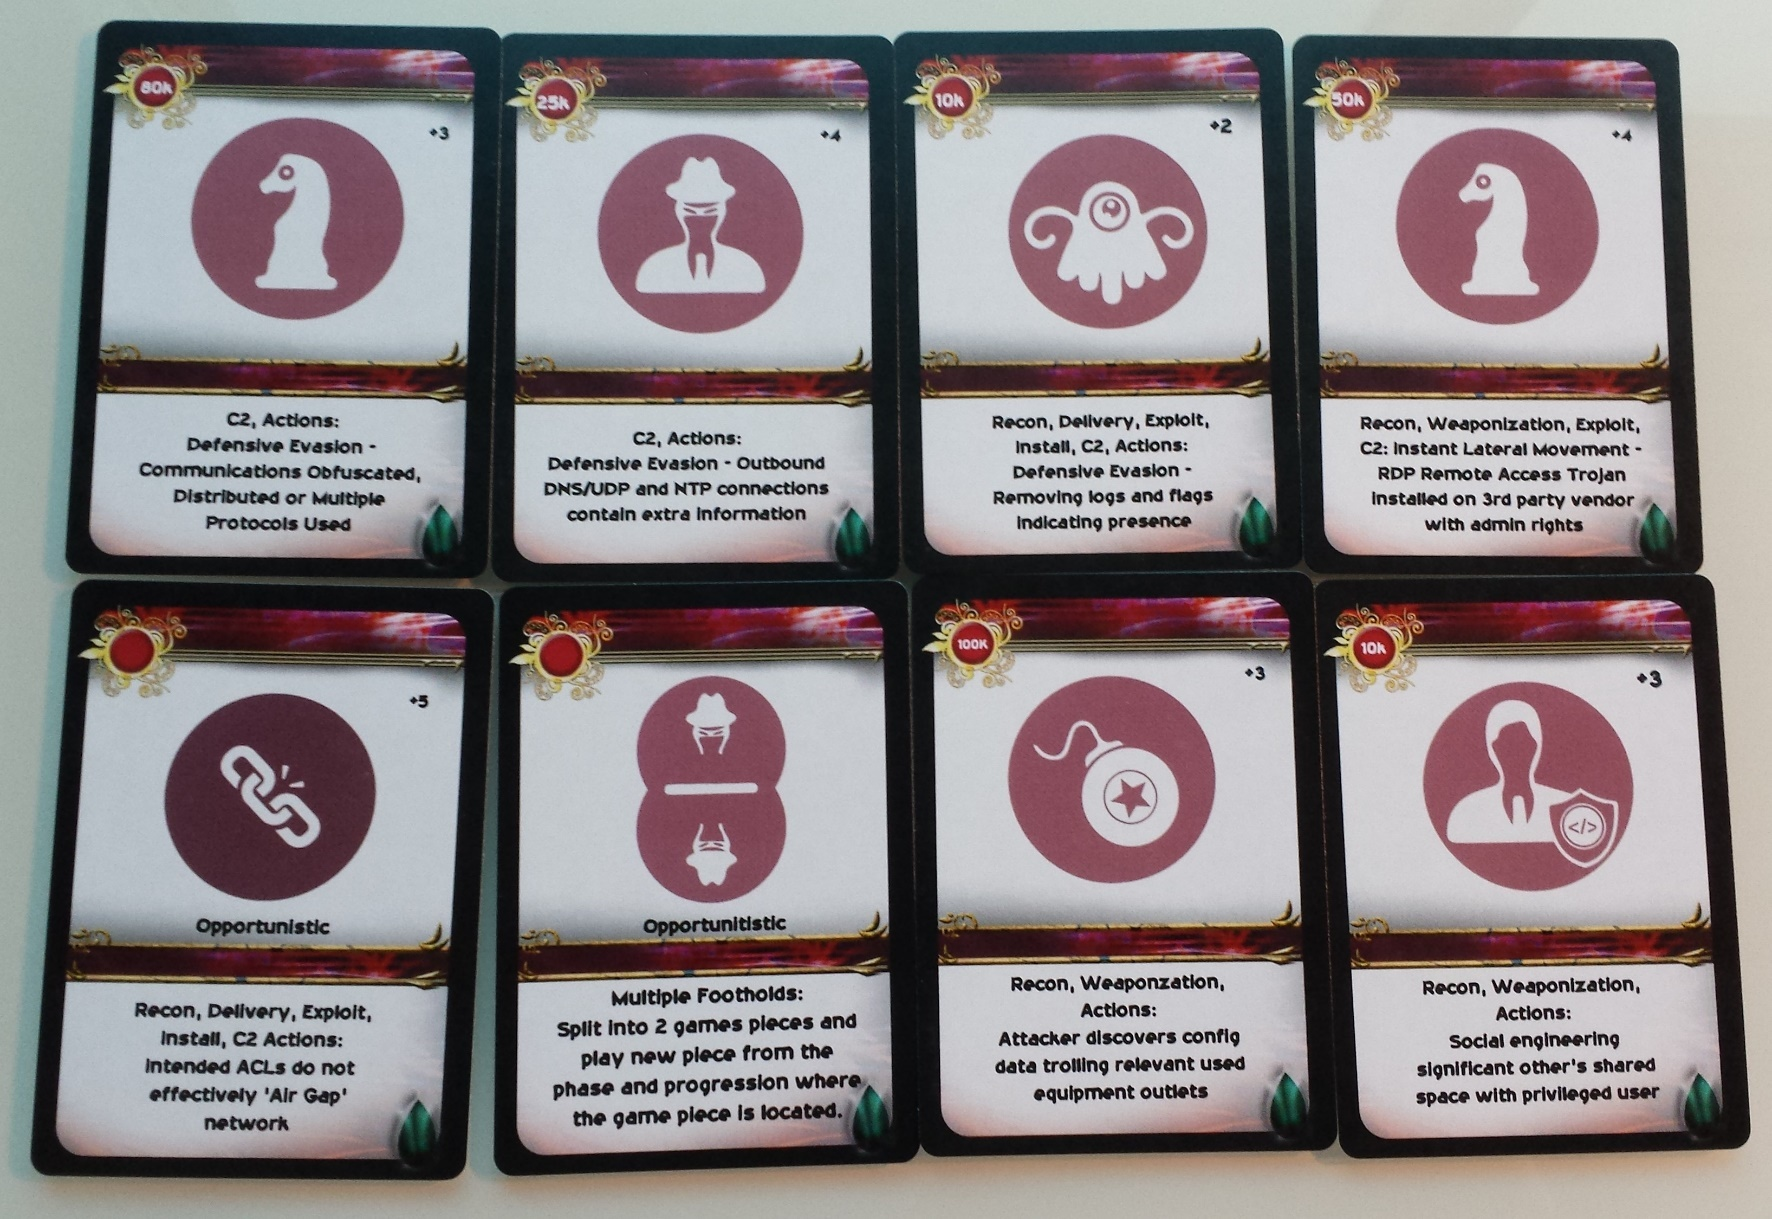 80k
+3
C2, Actions:
Defensive Evasion -
Communications Obfuscated,
Distributed or Multiple
Protocols Used
25k
+4
C2, Actions:
Defensive Evasion - Outbound
DNS/UDP and NTP connections
contain extra information
10k
+2
Recon, Delivery, Exploit,
Install, C2, Actions:
Defensive Evasion -
Removing logs and flags
indicating presence
50k
+4
Recon, Weaponization, Exploit,
C2: Instant Lateral Movement -
RDP Remote Access Trojan
installed on 3rd party vendor
with admin rights
+5
Opportunistic
Recon, Delivery, Exploit,
Install, C2 Actions:
Intended ACLs do not
effectively 'Air Gap'
network
Opportunitistic
Multiple Footholds:
Split into 2 games pieces and
play new piece from the
phase and progression where
the game piece is located.
100K
+3
Recon, Weaponzation,
Actions:
Attacker discovers config
data trolling relevant used
equipment outlets
10k
+3
</>
Recon, Weaponization,
Actions:
Social engineering
significant other's shared
space with privileged user